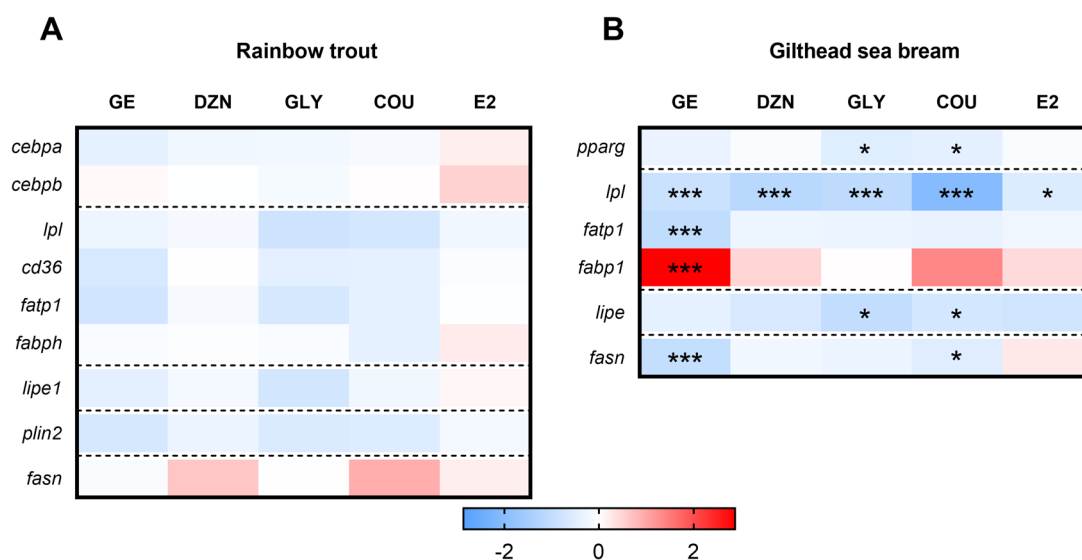 A
Rainbow trout
GE DZN GLY COU E2
cebpa
cebpb
lpl
cd36
fatp1
fabph
lipe1
plin2
fasn
B
Gilthead sea bream
GE DZN GLY COU E2
pparg * *
lpl *** *** *** *** *
fatp1 ***
fabp1 ***
lipe * *
fasn *** *
-2 0 2